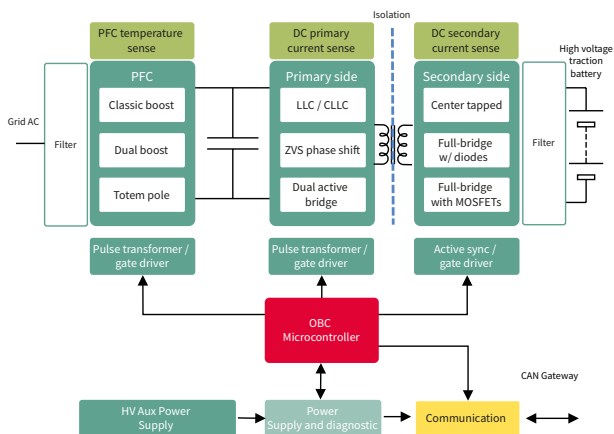 Isolation
PFC temperature
sense
DC primary
current sense
DC secondary
current sense
High voltage
traction
battery
PFC
Primary side
Secondary side
Grid AC
Filter
Classic boost
Dual boost
Totem pole
LLC / CLLC
ZVS phase shift
Dual active
bridge
Center tapped
Full-bridge
w/ diodes
Full-bridge
with MOSFETs
Filter
Pulse transformer /
gate driver
Pulse transformer /
gate driver
Active sync /
gate driver
OBC
Microcontroller
CAN Gateway
HV Aux Power
Supply
Power
Supply and diagnostic
Communication